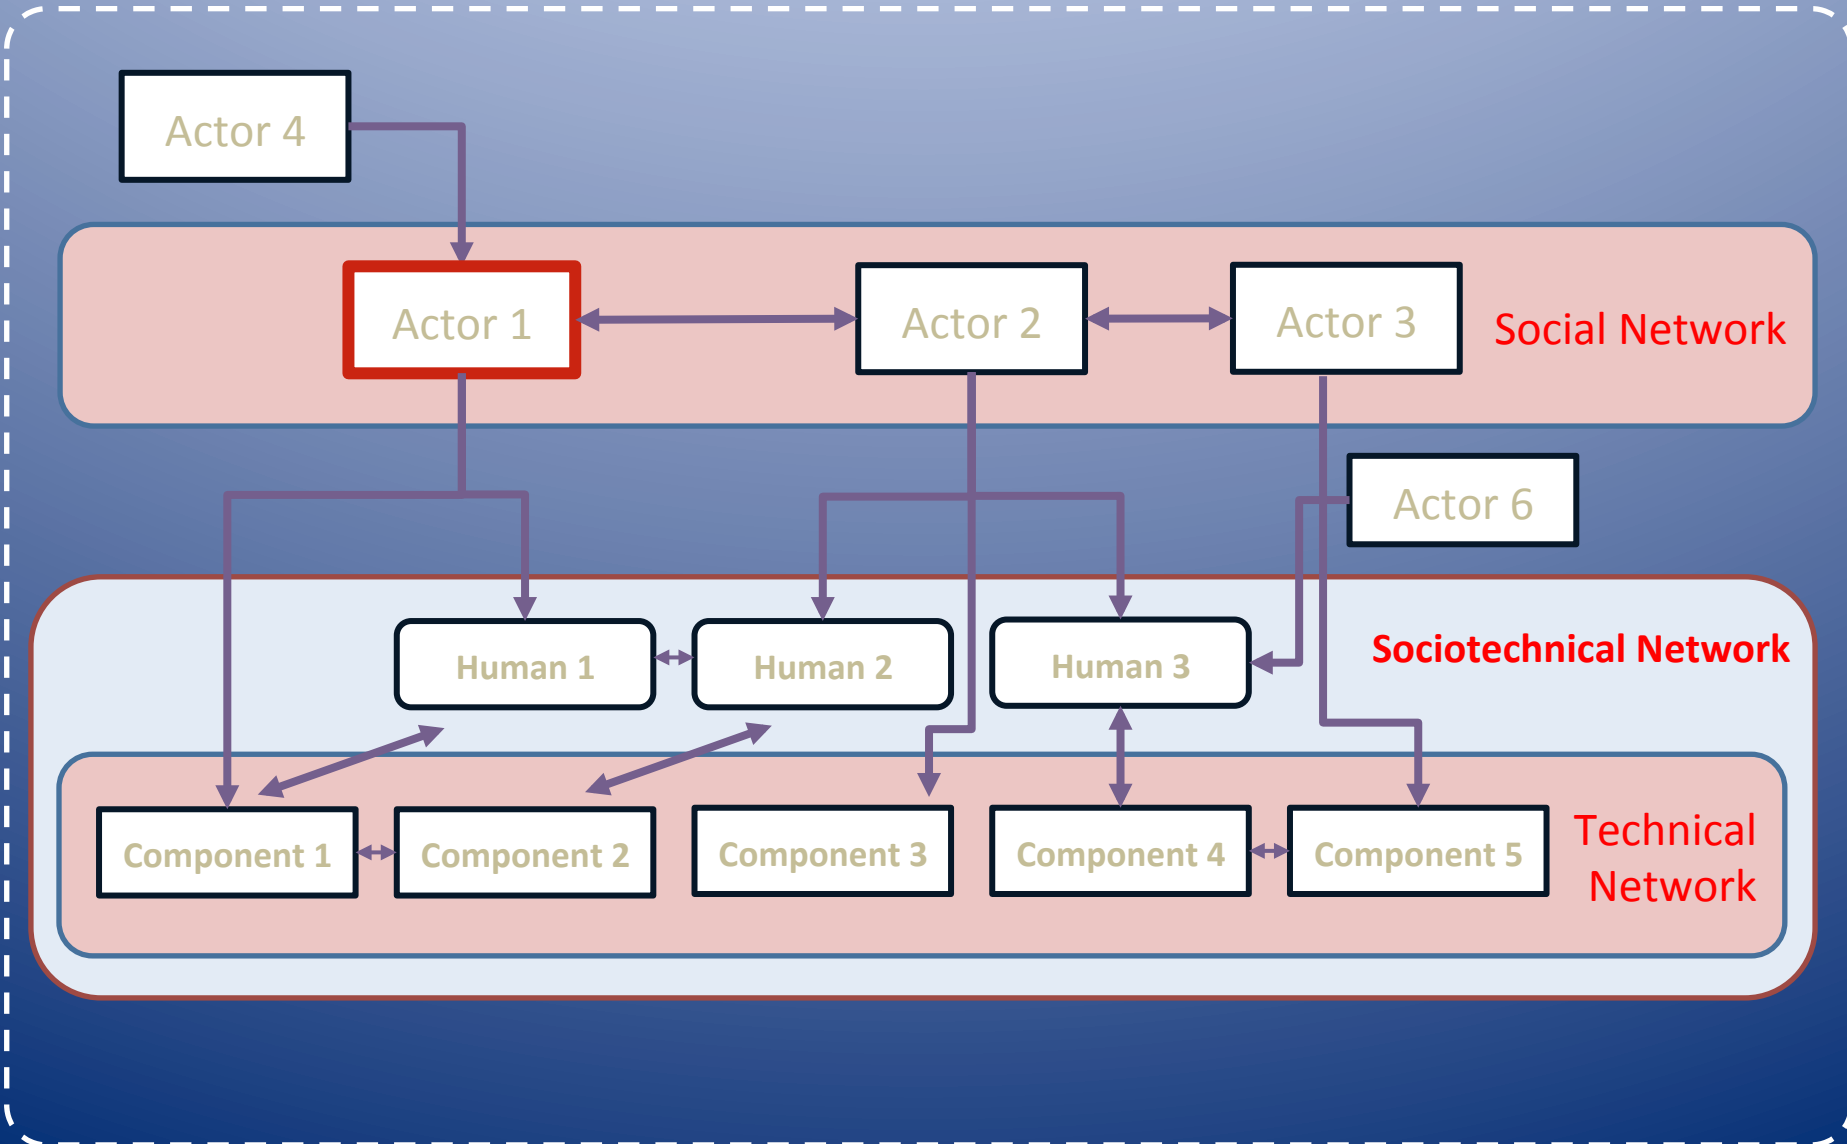 Actor 4
Actor 1
Actor 2
Actor 3
Social Network
Actor 6
Human 1
Human 2
Human 3
Sociotechnical Network
Component 1
Component 2
Component 3
Component 4
Component 5
Technical
Network